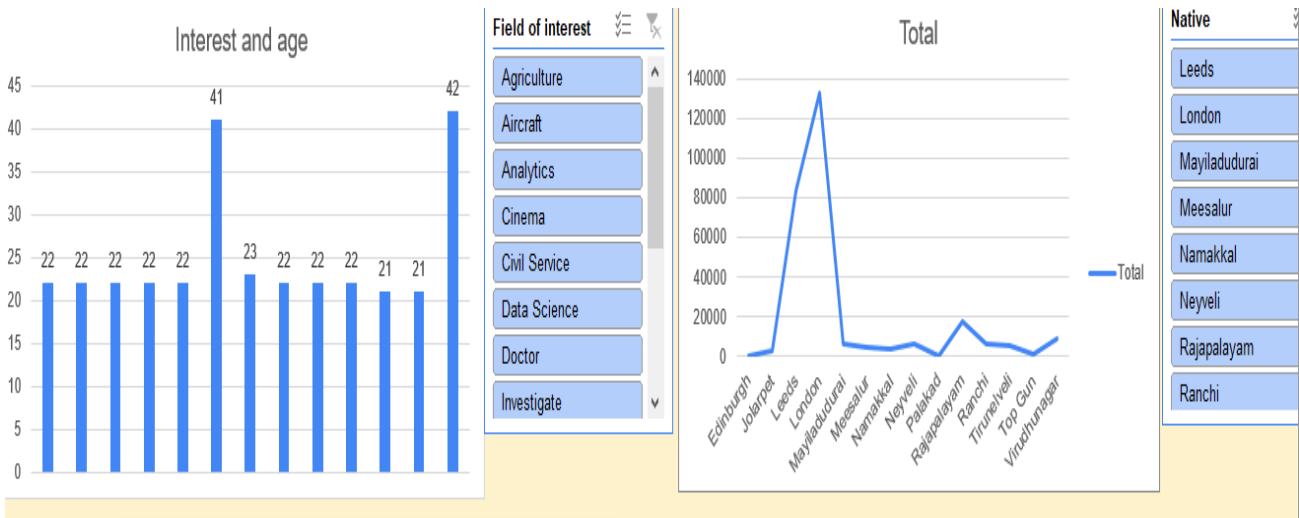 Interest and age
45
40
35
30
25
20
15
10
5
0
22 22 22 22 22 41 23 22 22 22 21 21 42
Field of interest
Agriculture
Aircraft
Analytics
Cinema
Civil Service
Data Science
Doctor
Investigate
Total
140000
120000
100000
80000
60000
40000
20000
0
Edinburgh
Jolarpet
Leeds
London
Mayiladudurai
Meesalur
Namakkal
Neyveli
Palakad
Rajapalayam
Ranchi
Tirunelveli
Top Gun
Virudhunagar
Total
Native
Leeds
London
Mayiladudurai
Meesalur
Namakkal
Neyveli
Rajapalayam
Ranchi